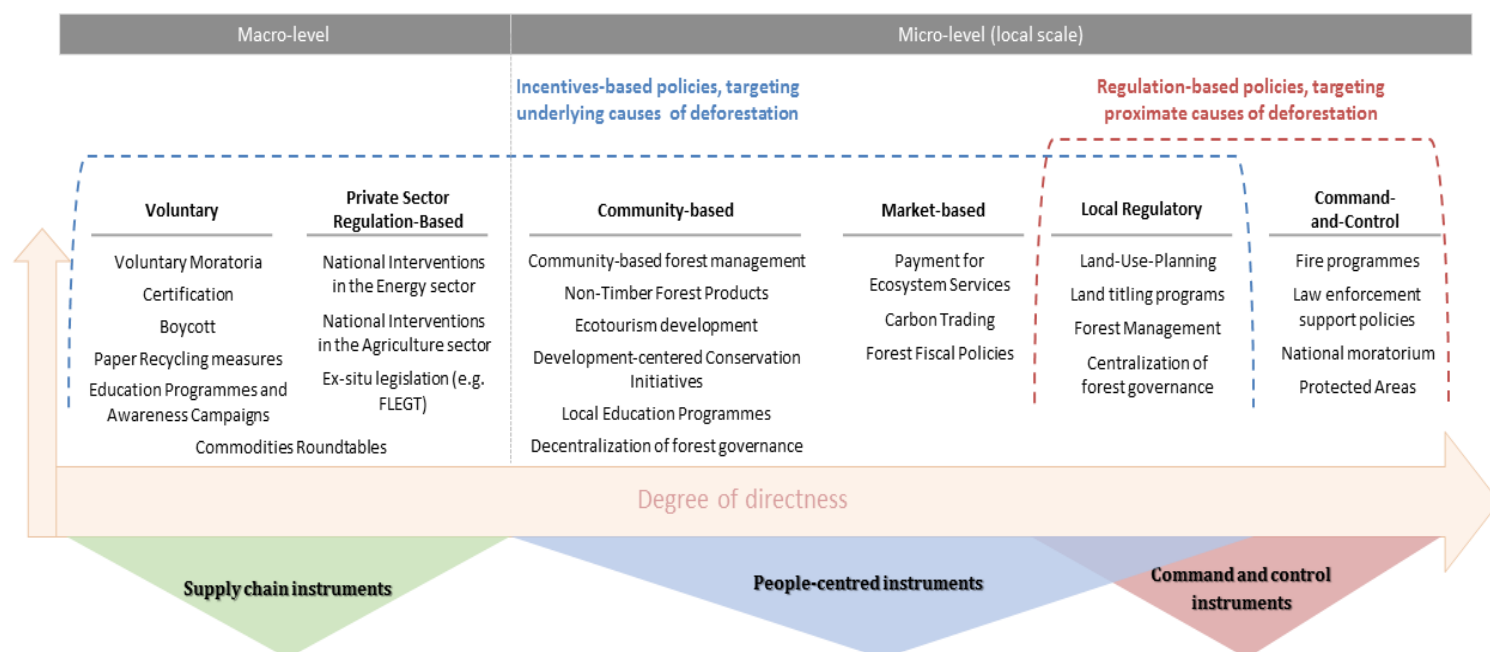 Macro-level
Micro-level (local scale)
Incentives-based policies, targeting
underlying causes of deforestation
Regulation-based policies, targeting
proximate causes of deforestation
Voluntary
Voluntary Moratoria
Certification
Boycott
Paper Recycling measures
Education Programmes and
Awareness Campaigns
Private Sector
Regulation-Based
National Interventions
in the Energy sector
National Interventions
in the Agriculture sector
Ex-situ legislation (e.g.
FLEGT)
Commodities Roundtables
Community-based
Community-based forest management
Non-Timber Forest Products
Ecotourism development
Development-centered Conservation
Initiatives
Local Education Programmes
Decentralization of forest governance
Market-based
Payment for
Ecosystem Services
Carbon Trading
Forest Fiscal Policies
Local Regulatory
Land-Use-Planning
Land titling programs
Forest Management
Centralization of
forest governance
Command-
and-Control
Fire programmes
Law enforcement
support policies
National moratorium
Protected Areas
Degree of directness
Supply chain instruments
People-centred instruments
Command and control
instruments